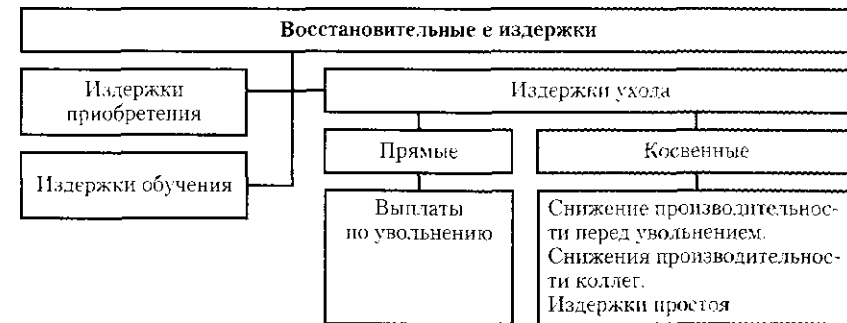 Восстановительные е издержки
Издержки
приобретения
Издержки ухода
Прямые
Косвенные
Издержки обучения
Выплаты
по увольнению
Снижение производительнос-
ти перед увольнением.
Снижения производительнос-
ти коллег.
Издержки простоя